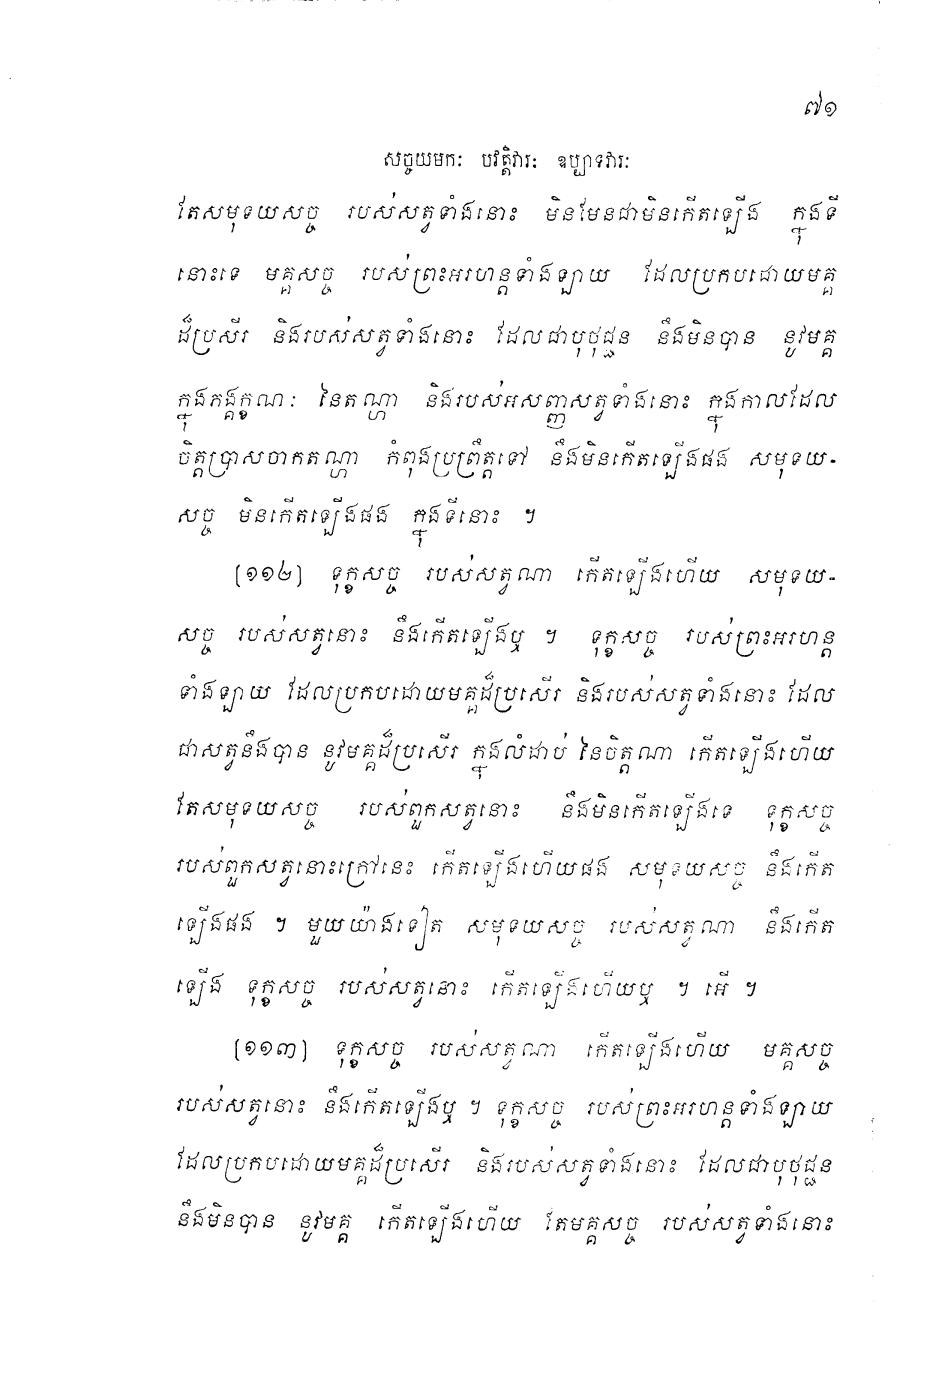 ៧១
សច្ចយមកៈ បវត្តិវារៈ ឧប្បាទវារៈ
តែសមុទយសច្ច របស់សត្វទាំងនោះ មិនមែនជាមិនកើតឡើង ក្នុងទី
នោះទេ មគ្គសច្ច របស់ព្រះអរហន្តទាំងឡាយ ដែលប្រកបដោយមគ្គ
ដ៏ប្រសើរ និងរបស់សត្វទាំងនោះ ដែលជាបុថុជ្ជន នឹងមិនបាន នូវមគ្គ
ក្នុងភង្គក្ខណៈ នៃតណ្ហា និងរបស់អសញ្ញសត្វទាំងនោះ ក្នុងកាលដែល
ចិត្តប្រាសចាកតណ្ហា កំពុងប្រព្រឹត្តទៅ នឹងមិនកើតឡើងផង សមុទយ-
សច្ច មិនកើតឡើងផង ក្នុងទីនោះ ។
(១១២) ទុក្ខសច្ច របស់សត្វណា កើតឡើងហើយ សមុទយ-
សច្ច របស់សត្វនោះ នឹងកើតឡើងឬ ។ ទុក្ខសច្ច របស់ព្រះអរហន្ត
ទាំងឡាយ ដែលប្រកបដោយមគ្គដ៏ប្រសើរ និងរបស់សត្វទាំងនោះ ដែល
ជាសត្វនឹងបាន នូវមគ្គដ៏ប្រសើរ ក្នុងលំដាប់ នៃចិត្តណា កើតឡើងហើយ
តែសមុទយសច្ច របស់ពួកសត្វនោះ នឹងមិនកើតឡើងទេ ទុក្ខសច្ច
របស់ពួកសត្វនោះក្រៅនេះ កើតឡើងហើយផង សមុទយសច្ច នឹងកើត
ឡើងផង ។ មួយយ៉ាងទៀត សមុទយសច្ច របស់សត្វណា នឹងកើត
ឡើង ទុក្ខសច្ច របស់សត្វនោះ កើតឡើងហើយឬ ។ អើ ។
(១១៣) ទុក្ខសច្ច របស់សត្វណា កើតឡើងហើយ មគ្គសច្ច
របស់សត្វនោះ នឹងកើតឡើងឬ ។ ទុក្ខសច្ច របស់ព្រះអរហន្តទាំងឡាយ
ដែលប្រកបដោយមគ្គដ៏ប្រសើរ និងរបស់សត្វទាំងនោះ ដែលជាបុថុជ្ជន
នឹងមិនបាន នូវមគ្គ កើតឡើងហើយ តែមគ្គសច្ច របស់សត្វទាំងនោះ